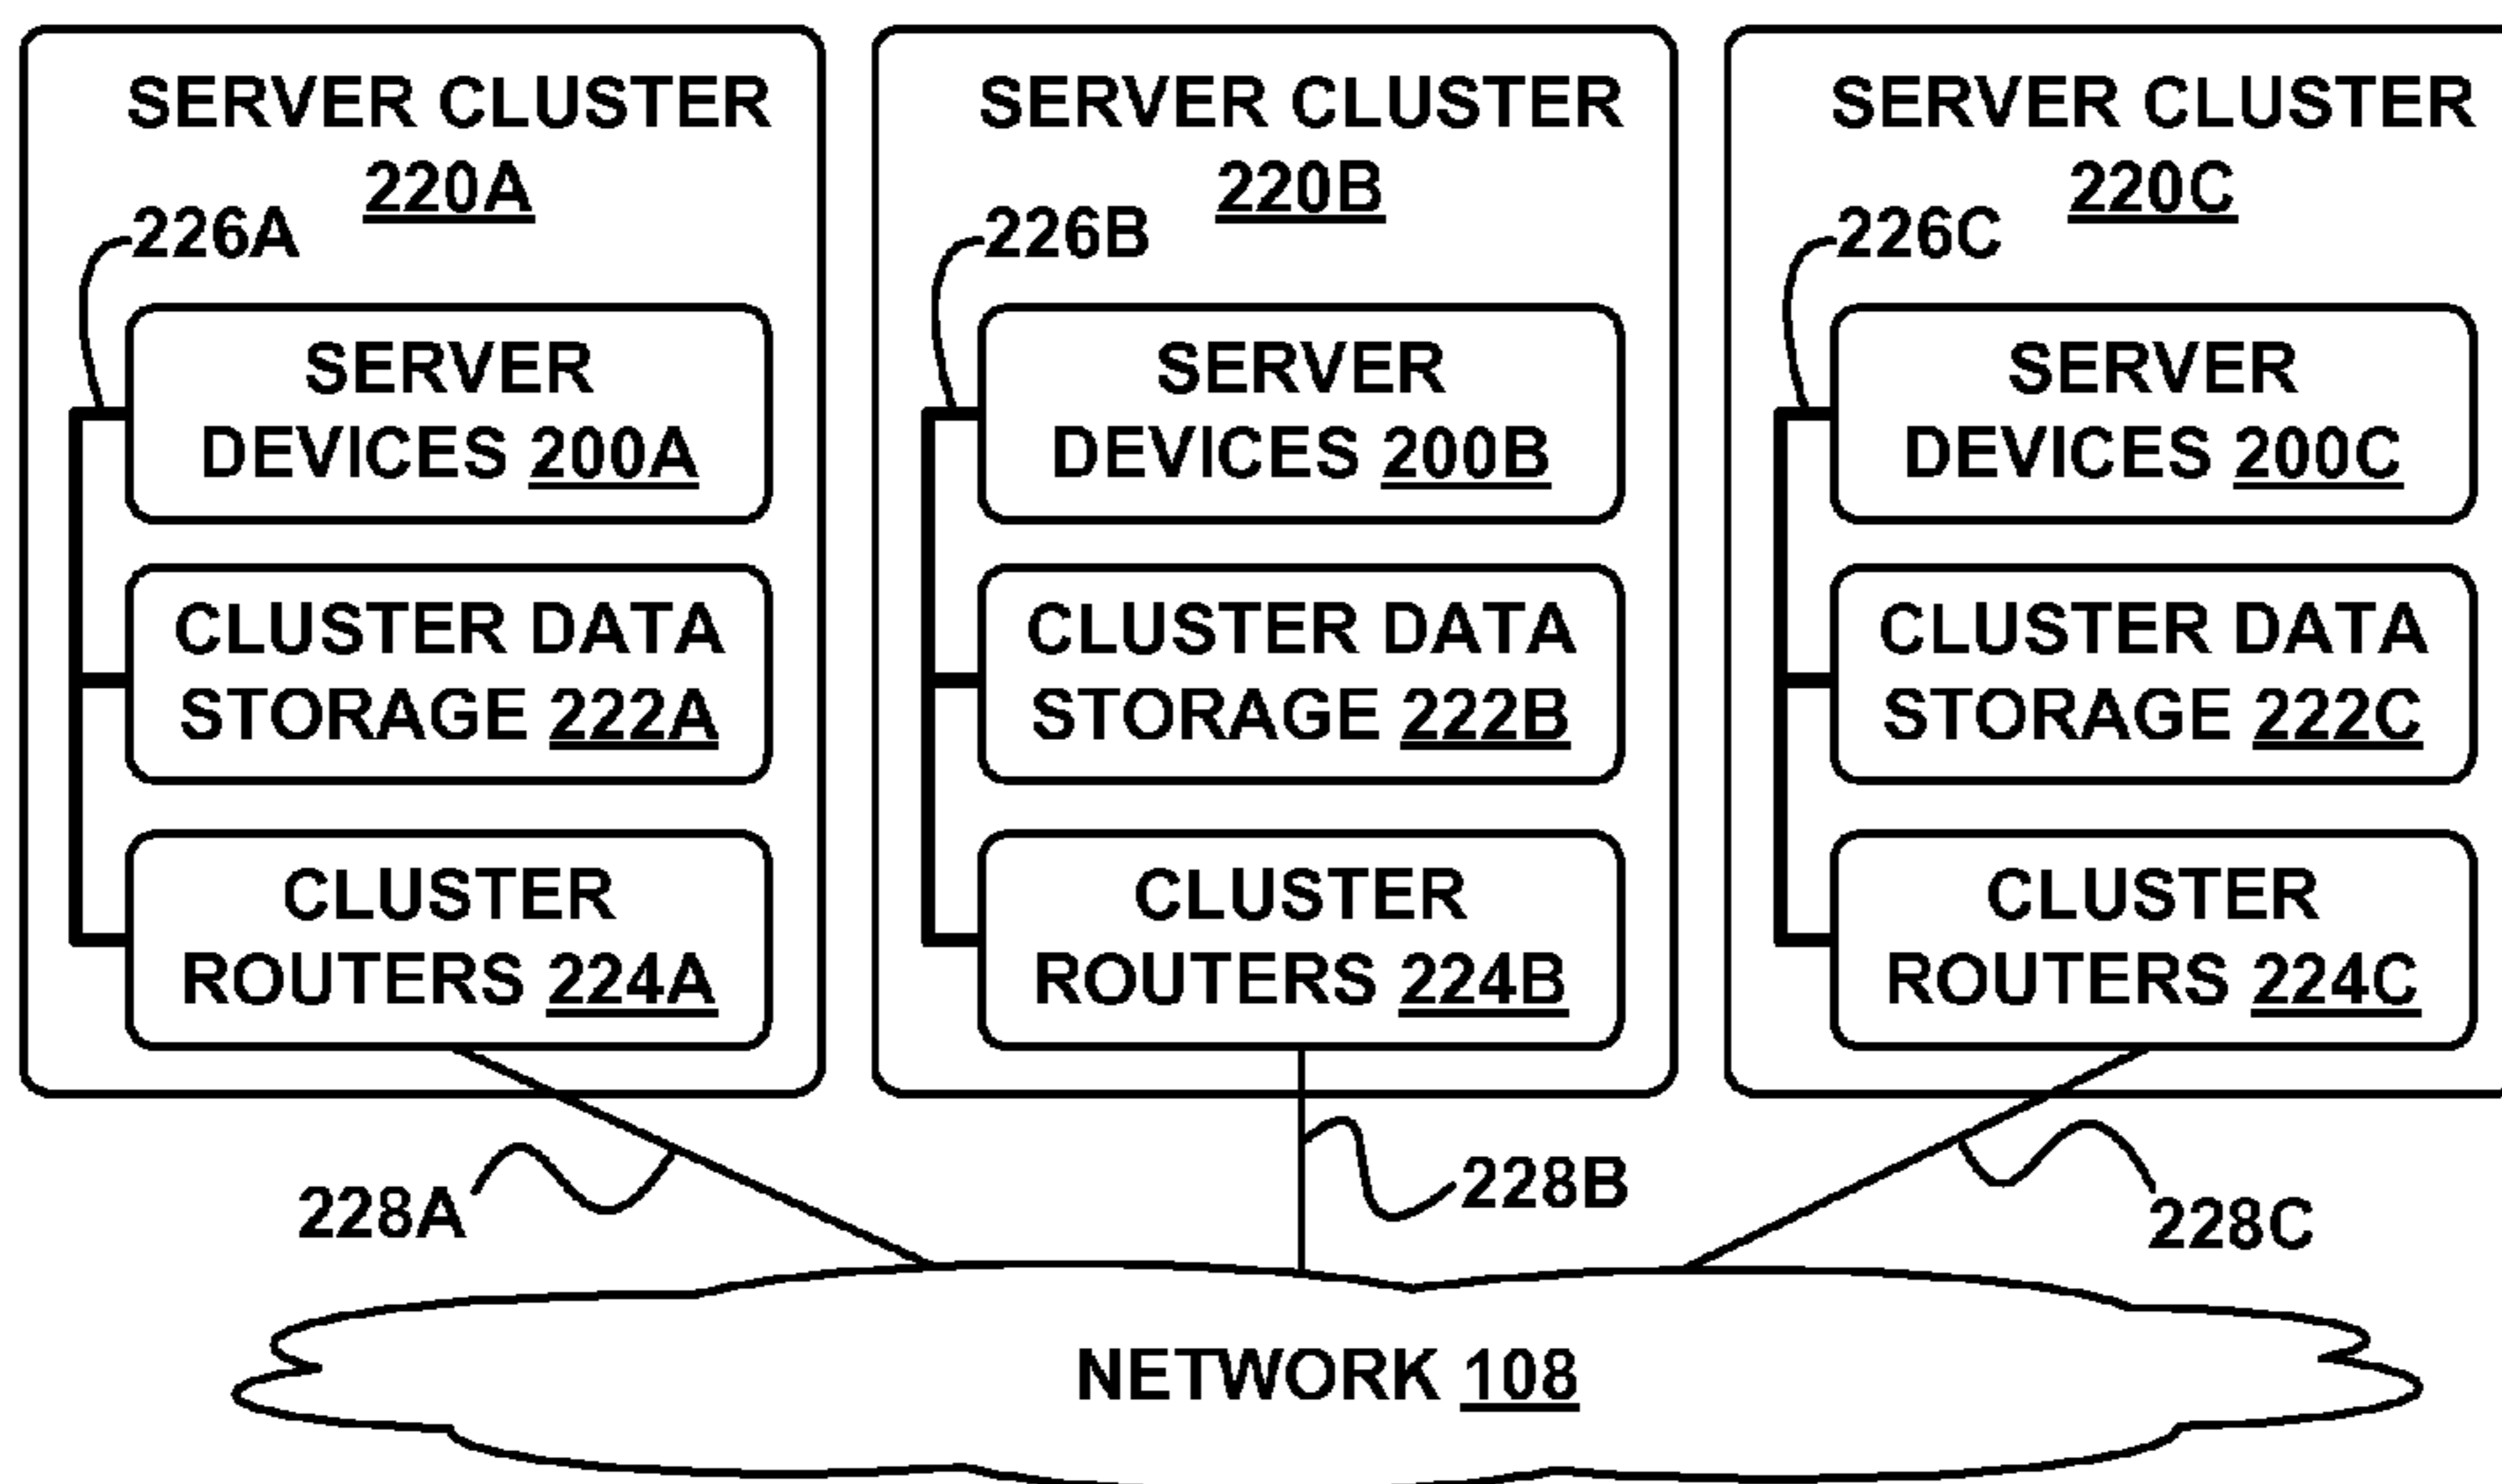 SERVER CLUSTER
220A
226A
SERVER
DEVICES 200A
CLUSTER DATA
STORAGE 222A
CLUSTER
ROUTERS 224A
SERVER CLUSTER
220B
226B
SERVER
DEVICES 200B
CLUSTER DATA
STORAGE 222B
CLUSTER
ROUTERS 224B
SERVER CLUSTER
220C
226C
SERVER
DEVICES 200C
CLUSTER DATA
STORAGE 222C
CLUSTER
ROUTERS 224C
228A
228B
228C
NETWORK 108